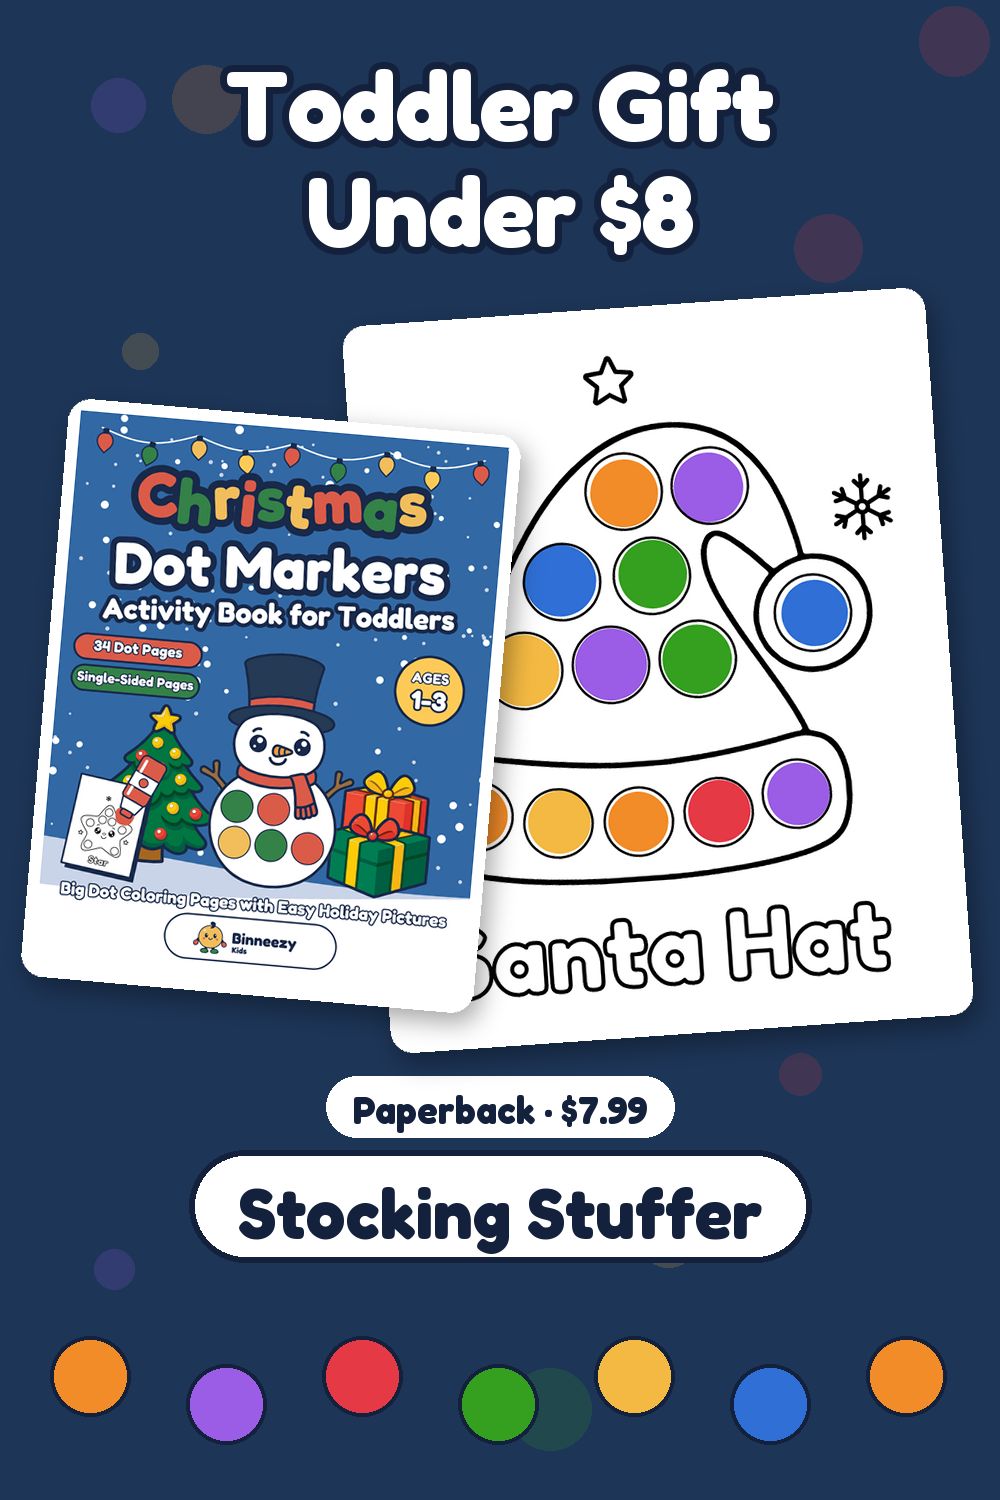 Toddler Gift
Under $8
Christmas
Dot Markers
Activity Book for Toddlers
34 Dot Pages
Single-Sided Pages
AGES
1-3
Star
Big Dot Coloring Pages with Easy Holiday Pictures
Binneezy
Kids
Santa Hat
Paperback · $7.99
Stocking Stuffer